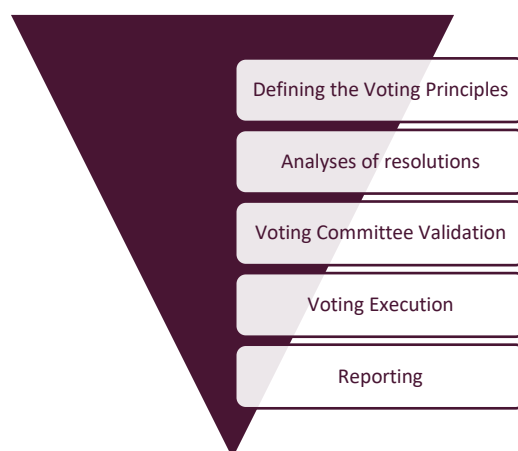 Defining the Voting Principles
Analyses of resolutions
Voting Committee Validation
Voting Execution
Reporting